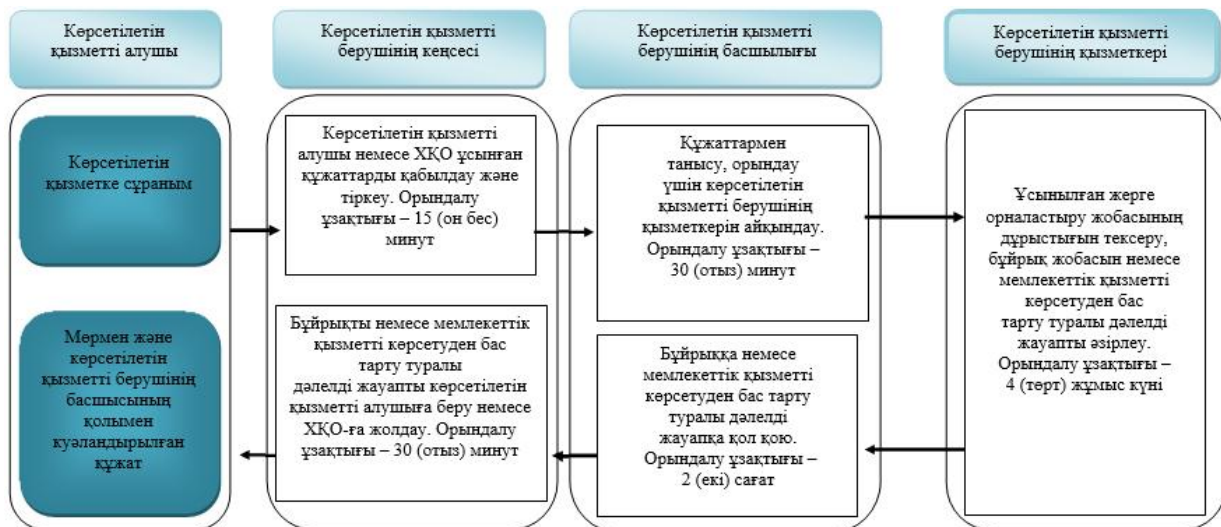 Көрсетілетін
қызметті алушы
Көрсетілетін қызметті
берушінің кеңсесі
Көрсетілетін қызметті
берушінің басшылығы
Көрсетілетін қызметті
берушінің қызметкері
Көрсетілетін
қызметке сұраным
Көрсетілетін қызметті
алушы немесе ХҚО ұсынған
құжаттарды қабылдау және
тіркеу. Орындалу
ұзақтығы – 15 (он бес)
минут
Құжаттармен
танысу, орындау
үшін көрсетілетін
қызметті берушінің
қызметкерін айқындау.
Орындалу ұзақтығы –
30 (отыз) минут
Ұсынылған жерге
орналастыру жобасының
дұрыстығын тексеру,
бұйрық жобасын немесе
мемлекеттік қызметті
көрсетуден бас
тарту туралы дәлелді
жауапты әзірлеу.
Орындалу ұзақтығы –
4 (төрт) жұмыс күні
Бұйрыққа немесе
мемлекеттік қызметті
көрсетуден бас тарту
туралы дәлелді
жауапқа қол қою.
Орындалу ұзақтығы –
2 (екі) сағат
Бұйрықты немесе мемлекеттік
қызметті көрсетуден бас
тарту туралы
дәлелді жауапты көрсетілетін
қызметті алушыға беру немесе
ХҚО-ға жолдау. Орындалу
ұзақтығы – 30 (отыз) минут
Мөрмен және
көрсетілетін
қызметті берушінің
басшысының
қолымен
куәландырылған
құжат